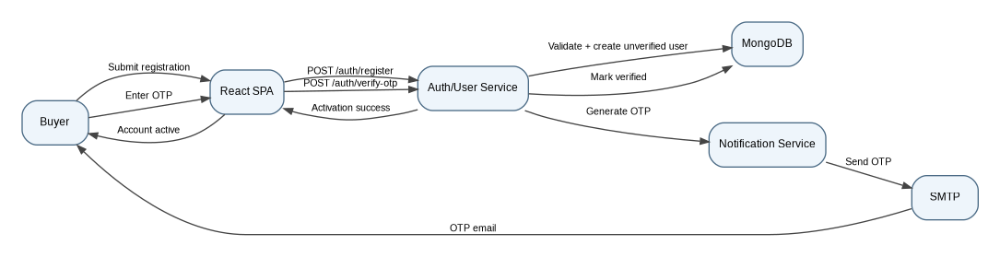 MongoDB
Validate + create unverified user
Submit registration
POST /auth/register
Mark verified
POST /auth/verify-otp
React SPA
Auth/User Service
Enter OTP
Activation success
Generate OTP
Buyer
Account active
Notification Service
Send OTP
SMTP
OTP email